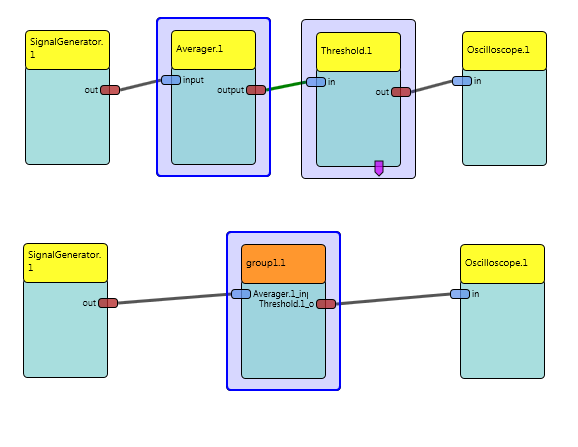 SignalGenerator.
1
Averager.1
Threshold.1
Oscilloscope.1
out
input
output
in
out
in
SignalGenerator.
1
group1.1
Oscilloscope.1
out
Averager.1_inp
Threshold.1_o
in